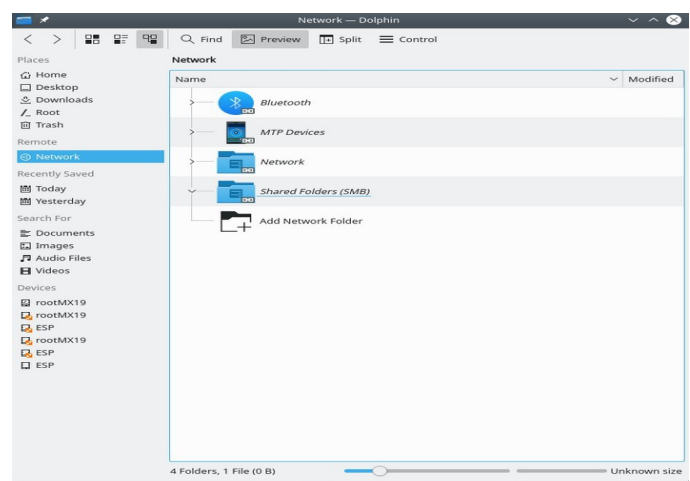 Network — Dolphin
Find Preview Split Control
Places
Home
Desktop
Downloads
Root
Trash
Remote
Network
Recently Saved
Today
Yesterday
Search For
Documents
Images
Audio Files
Videos
Devices
rootMX19
rootMX19
ESP
rootMX19
ESP
ESP
Network
Name Modified
Bluetooth
MTP Devices
Network
Shared Folders (SMB)
Add Network Folder
4 Folders, 1 File (0 B) Unknown size